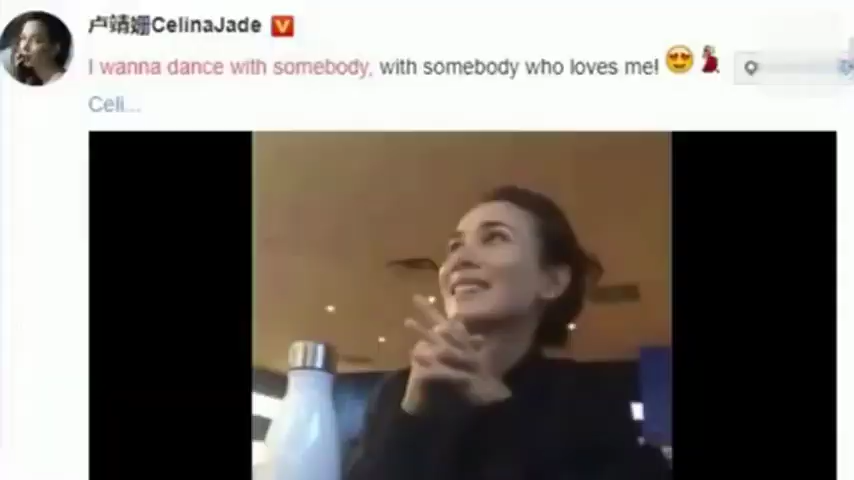 卢靖姗CelinaJade
I wanna dance with somebody, with somebody who loves me!
Celi...